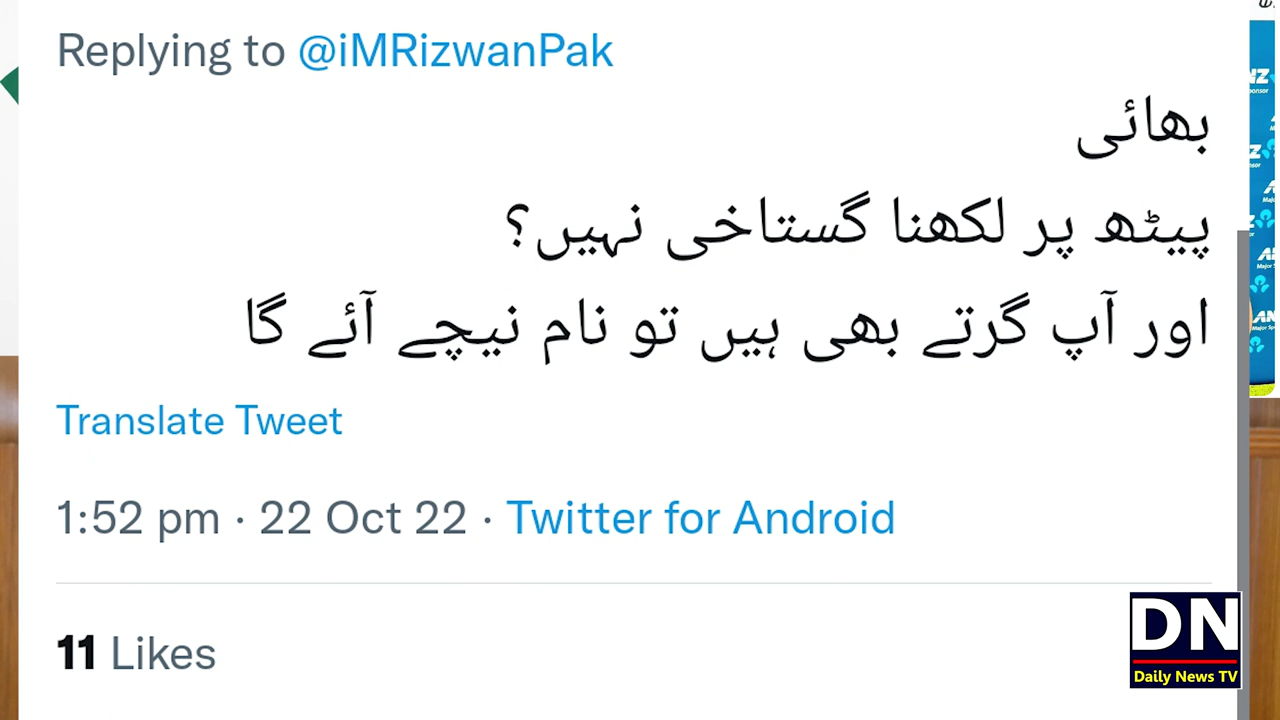 Replying to @iMRizwanPak
بھائی
پیٹھ پر لکھنا گستاخی نہیں؟
اور آپ گرتے بھی ہیں تو نام نیچے آئے گا
Translate Tweet
1:52 pm · 22 Oct 22 · Twitter for Android
11 Likes
DN
Daily News TV